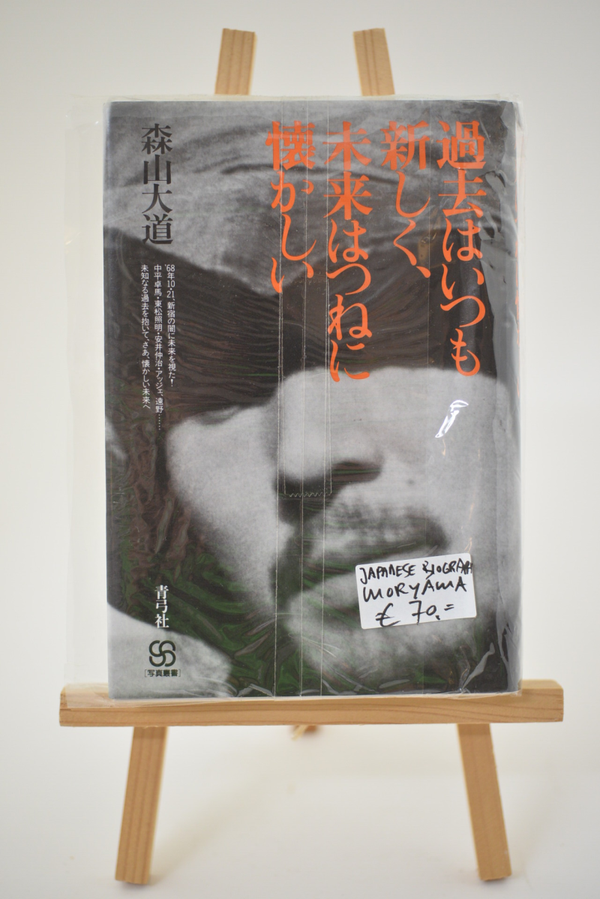 過去はいつも
新しく、
未来はつねに
懐かしい
森山大道
'68年10・21、新宿の闇に未来を視た!
中平卓馬・東松照明・安井仲治・アッジェ、遠野……
未知なる過去を抱いて、さあ、懐かしい未来へ
青弓社
[写真叢書]
JAPANESE BIOGRAPH
MORYAMA
€ 70.=